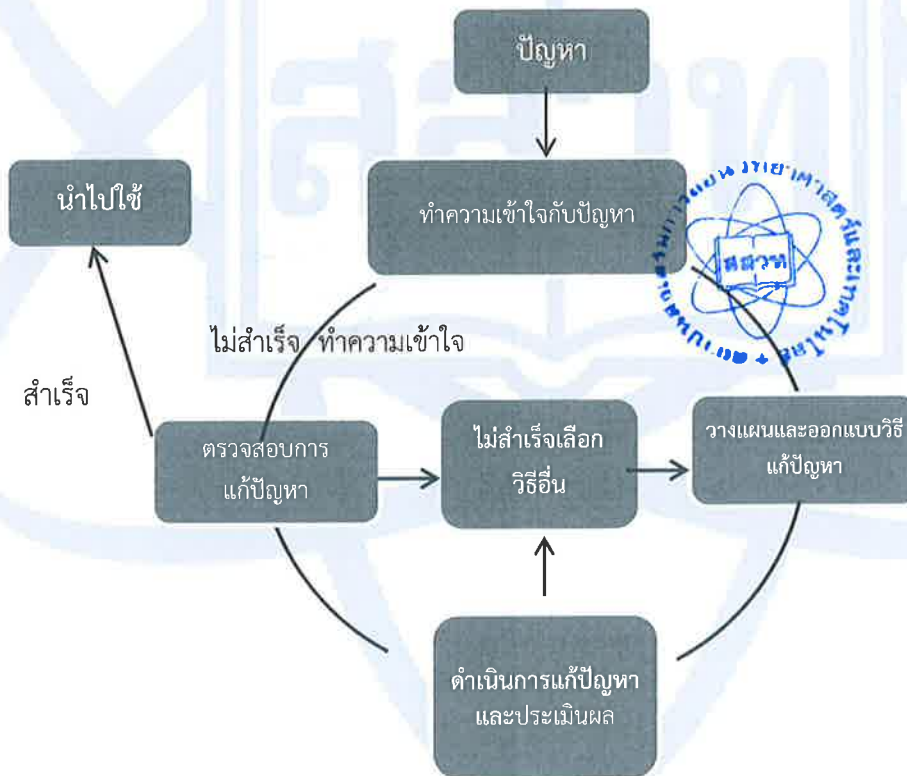 ปัญหา
นำไปใช้
ทำความเข้าใจกับปัญหา
สสวท
ไม่สำเร็จ ทำความเข้าใจ
สำเร็จ
ตรวจสอบการ
แก้ปัญหา
ไม่สำเร็จเลือก
วิธีอื่น
วางแผนและออกแบบวิธี
แก้ปัญหา
ดำเนินการแก้ปัญหา
และประเมินผล